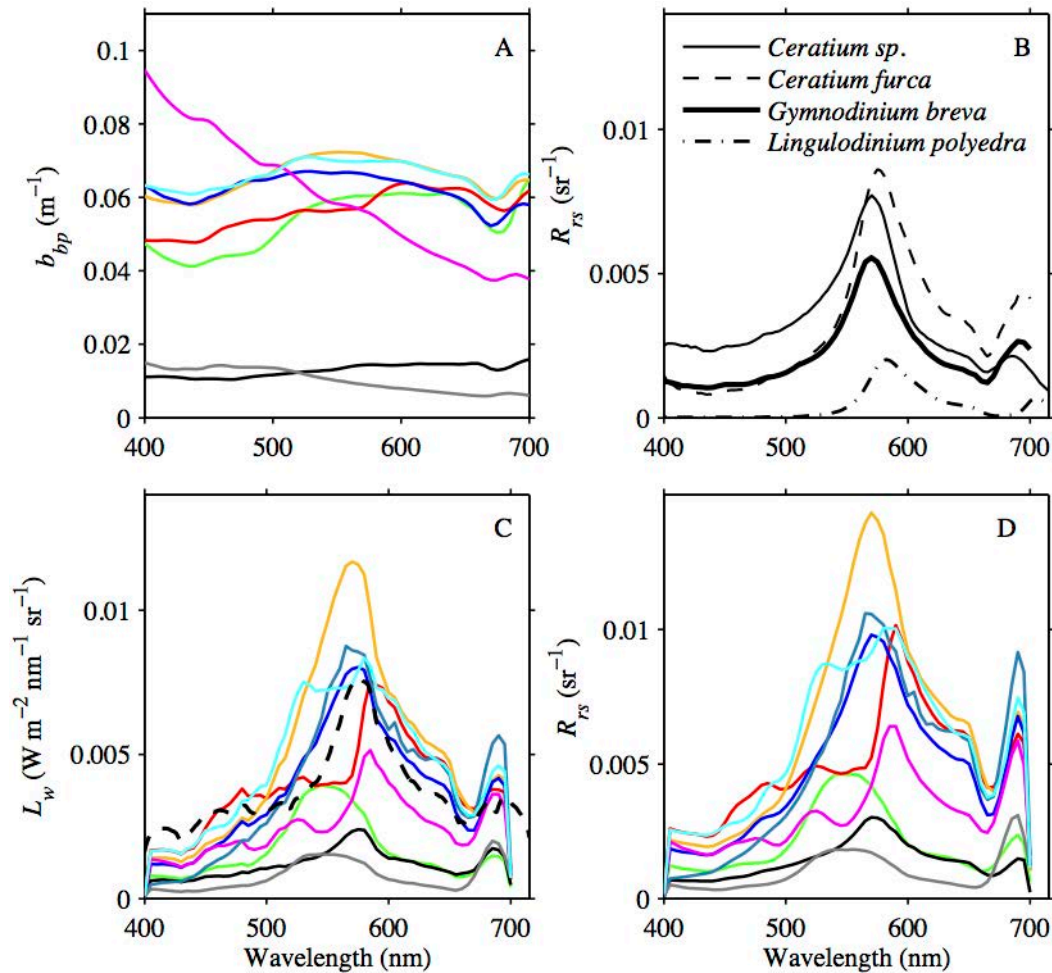 A
0.1
0.08
0.06
0.04
0.02
0
b_bp (m⁻¹)
400 500 600 700
B
Ceratium sp.
Ceratium furca
Gymnodinium breva
Lingulodinium polyedra
0.01
0.005
0
R_rs (sr⁻¹)
400 500 600 700
C
0.01
0.005
0
L_w (W m⁻² nm⁻¹ sr⁻¹)
400 500 600 700
Wavelength (nm)
D
0.01
0.005
0
R_rs (sr⁻¹)
400 500 600 700
Wavelength (nm)